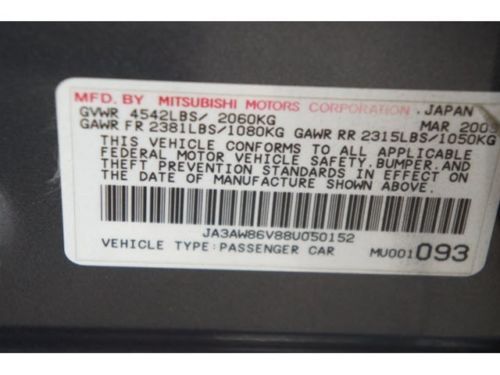 MFD. BY MITSUBISHI MOTORS CORPORATION .JAPAN
GVWR 4542LBS/ 2060KG MAR
GAWR FR 2381LBS/1080KG GAWR RR 2315LBS/1050KG
THIS VEHICLE CONFORMS TO ALL APPLICABLE
FEDERAL MOTOR VEHICLE SAFETY,BUMPER,AND
THEFT PREVENTION STANDARDS IN EFFECT ON
THE DATE OF MANUFACTURE SHOWN ABOVE.
JA3AW86V88U050152
VEHICLE TYPE:PASSENGER CAR MU001093